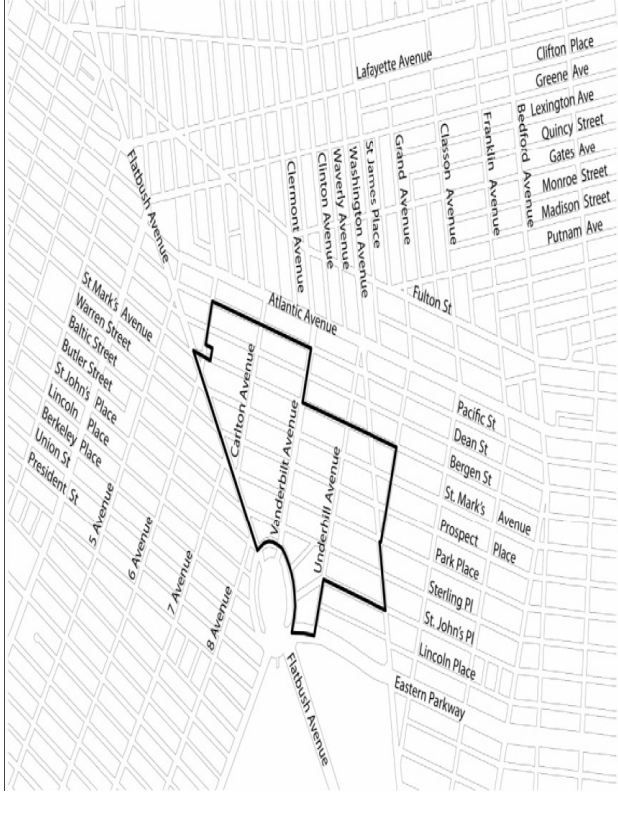 Lafayette Avenue
Clifton Place
Greene Ave
Lexington Ave
Quincy Street
Gates Ave
Monroe Street
Madison Street
Putnam Ave
Bedford Avenue
Franklin Avenue
Classon Avenue
Grand Avenue
St James Place
Washington Avenue
Waverly Avenue
Clinton Avenue
Clermont Avenue
Flatbush Avenue
Fulton St
Atlantic Avenue
St Mark's Avenue
Warren Street
Baltic Street
Butler Street
St John's Place
Lincoln Place
Berkeley Place
Union St
President St
Carlton Avenue
Vanderbilt Avenue
Underhill Avenue
Pacific St
Dean St
Bergen St
St. Mark's Avenue
Prospect Place
Park Place
Sterling Pl
St. John's Pl
Lincoln Place
Eastern Parkway
5 Avenue
6 Avenue
7 Avenue
8 Avenue
Flatbush Avenue